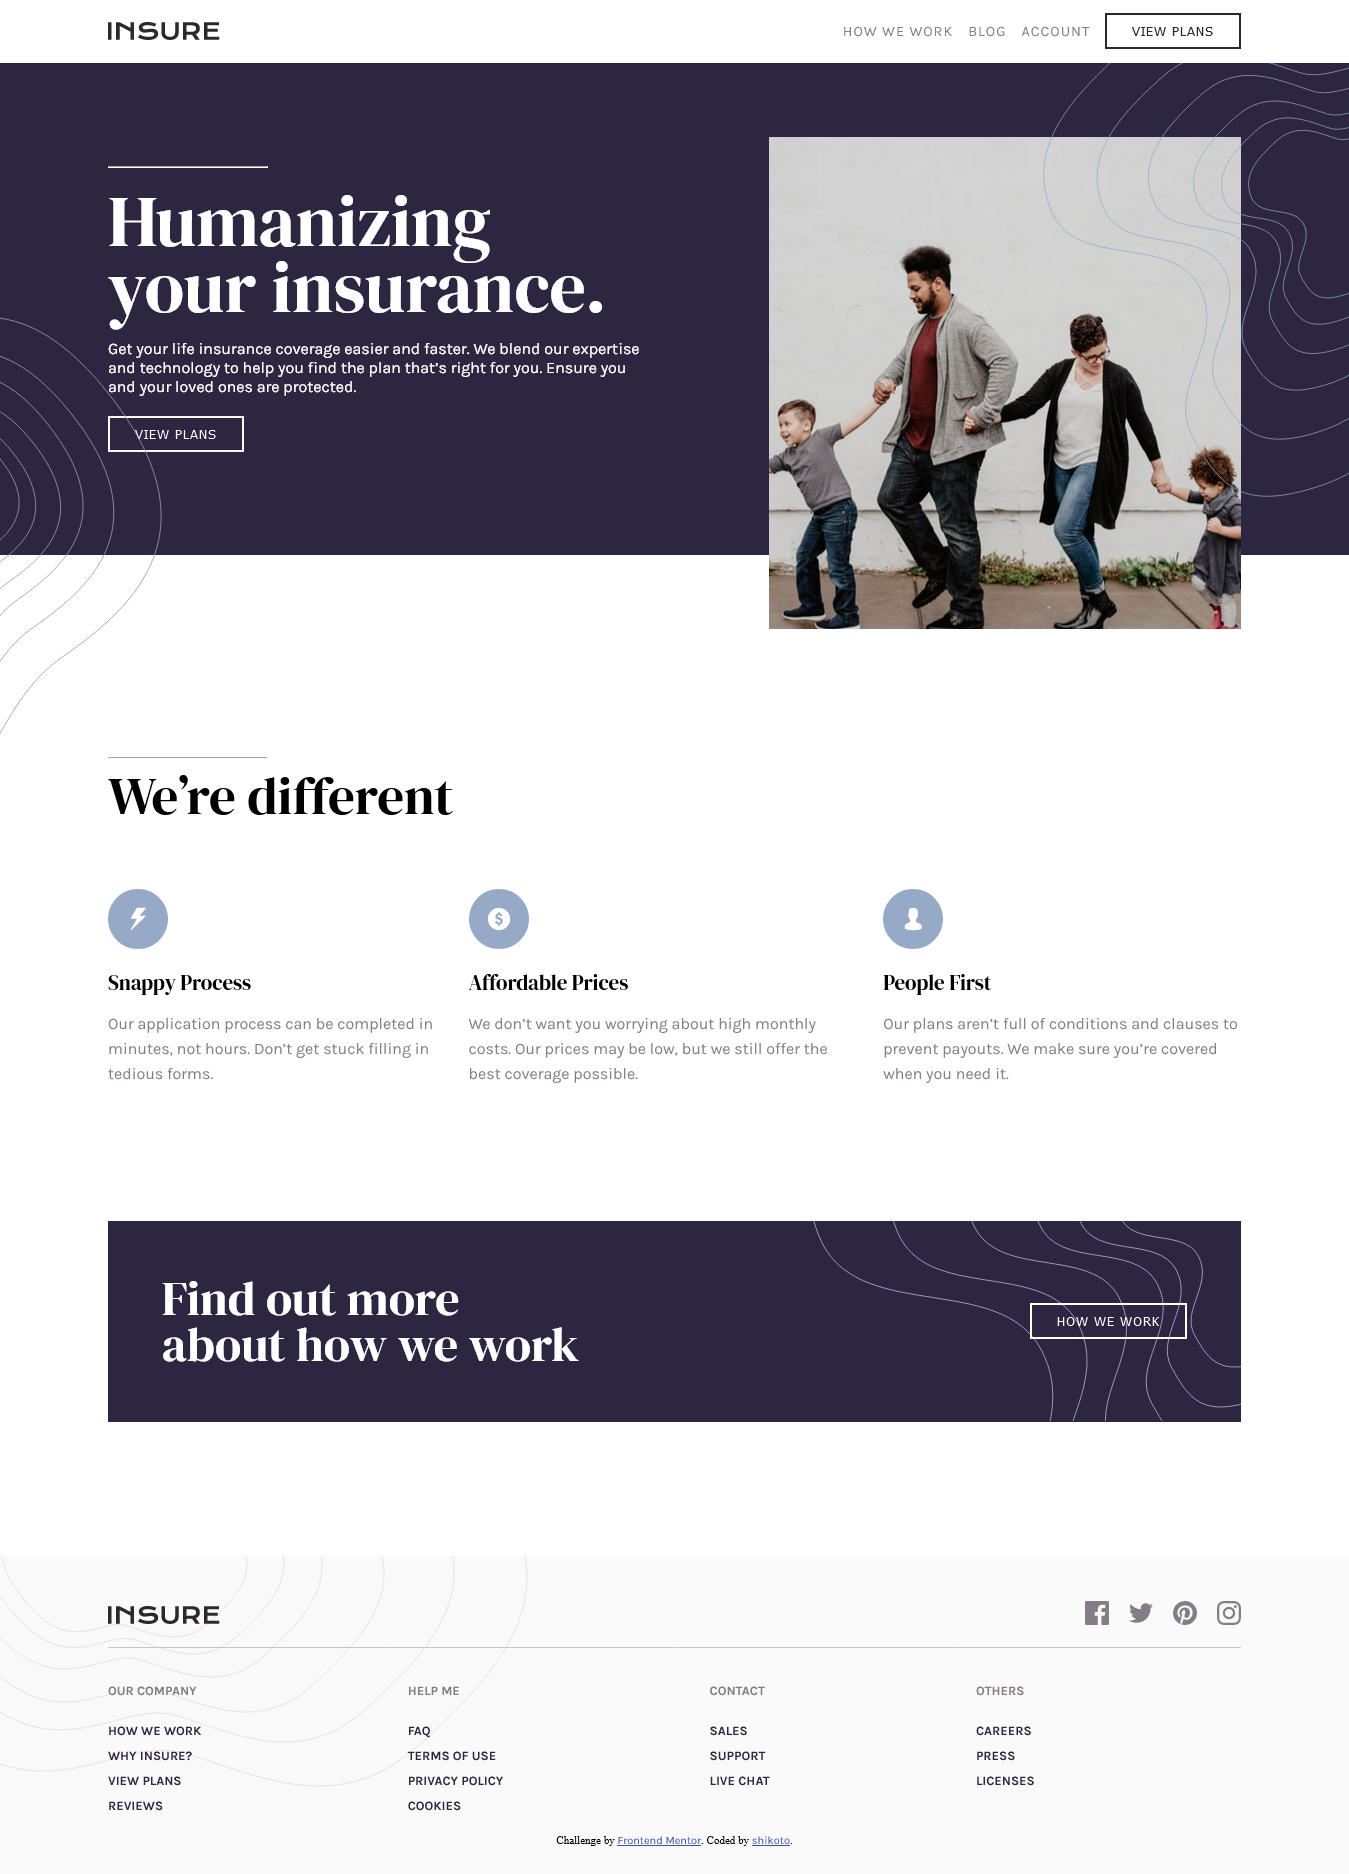 INSURE
HOW WE WORK BLOG ACCOUNT VIEW PLANS
Humanizing
your insurance.
Get your life insurance coverage easier and faster. We blend our expertise
and technology to help you find the plan that’s right for you. Ensure you
and your loved ones are protected.
VIEW PLANS
We’re different
Snappy Process
Our application process can be completed in
minutes, not hours. Don’t get stuck filling in
tedious forms.
Affordable Prices
We don’t want you worrying about high monthly
costs. Our prices may be low, but we still offer the
best coverage possible.
People First
Our plans aren’t full of conditions and clauses to
prevent payouts. We make sure you’re covered
when you need it.
Find out more
about how we work
HOW WE WORK
INSURE
OUR COMPANY
HOW WE WORK
WHY INSURE?
VIEW PLANS
REVIEWS
HELP ME
FAQ
TERMS OF USE
PRIVACY POLICY
COOKIES
CONTACT
SALES
SUPPORT
LIVE CHAT
OTHERS
CAREERS
PRESS
LICENSES
Challenge by Frontend Mentor. Coded by shikoto.